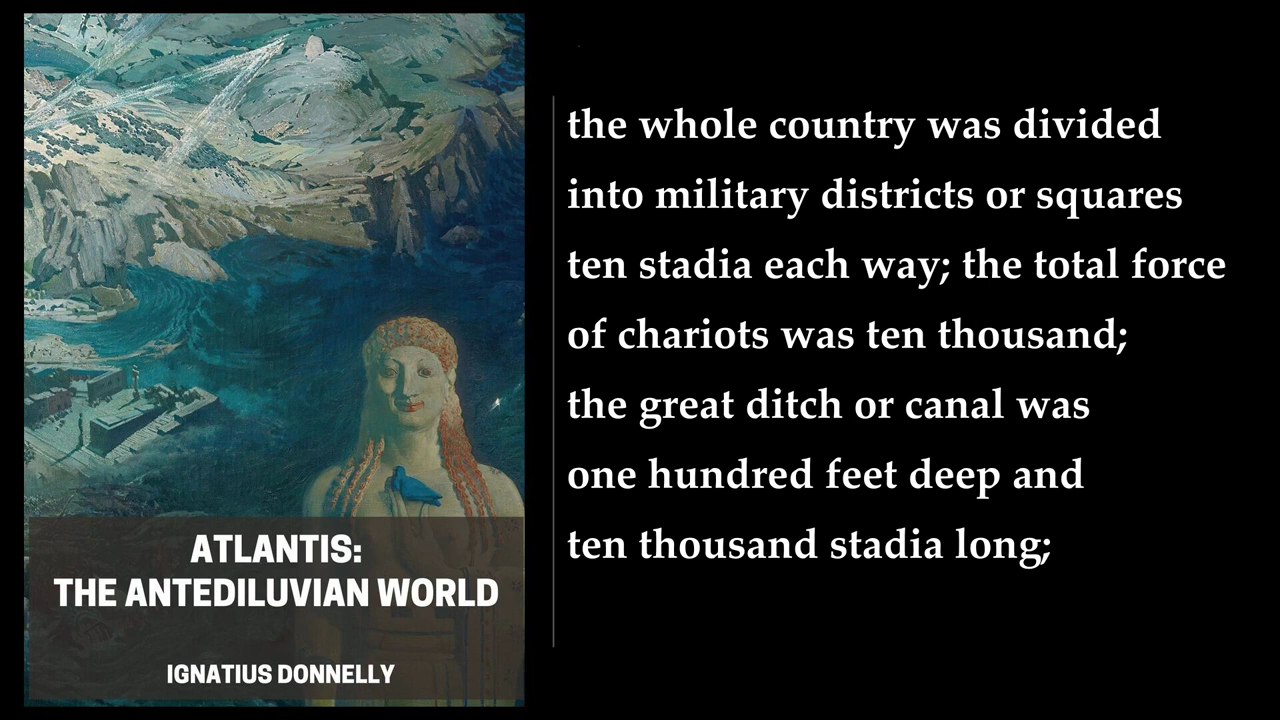 ATLANTIS:
THE ANTEDILUVIAN WORLD
IGNATIUS DONNELLY
the whole country was divided
into military districts or squares
ten stadia each way; the total force
of chariots was ten thousand;
the great ditch or canal was
one hundred feet deep and
ten thousand stadia long;